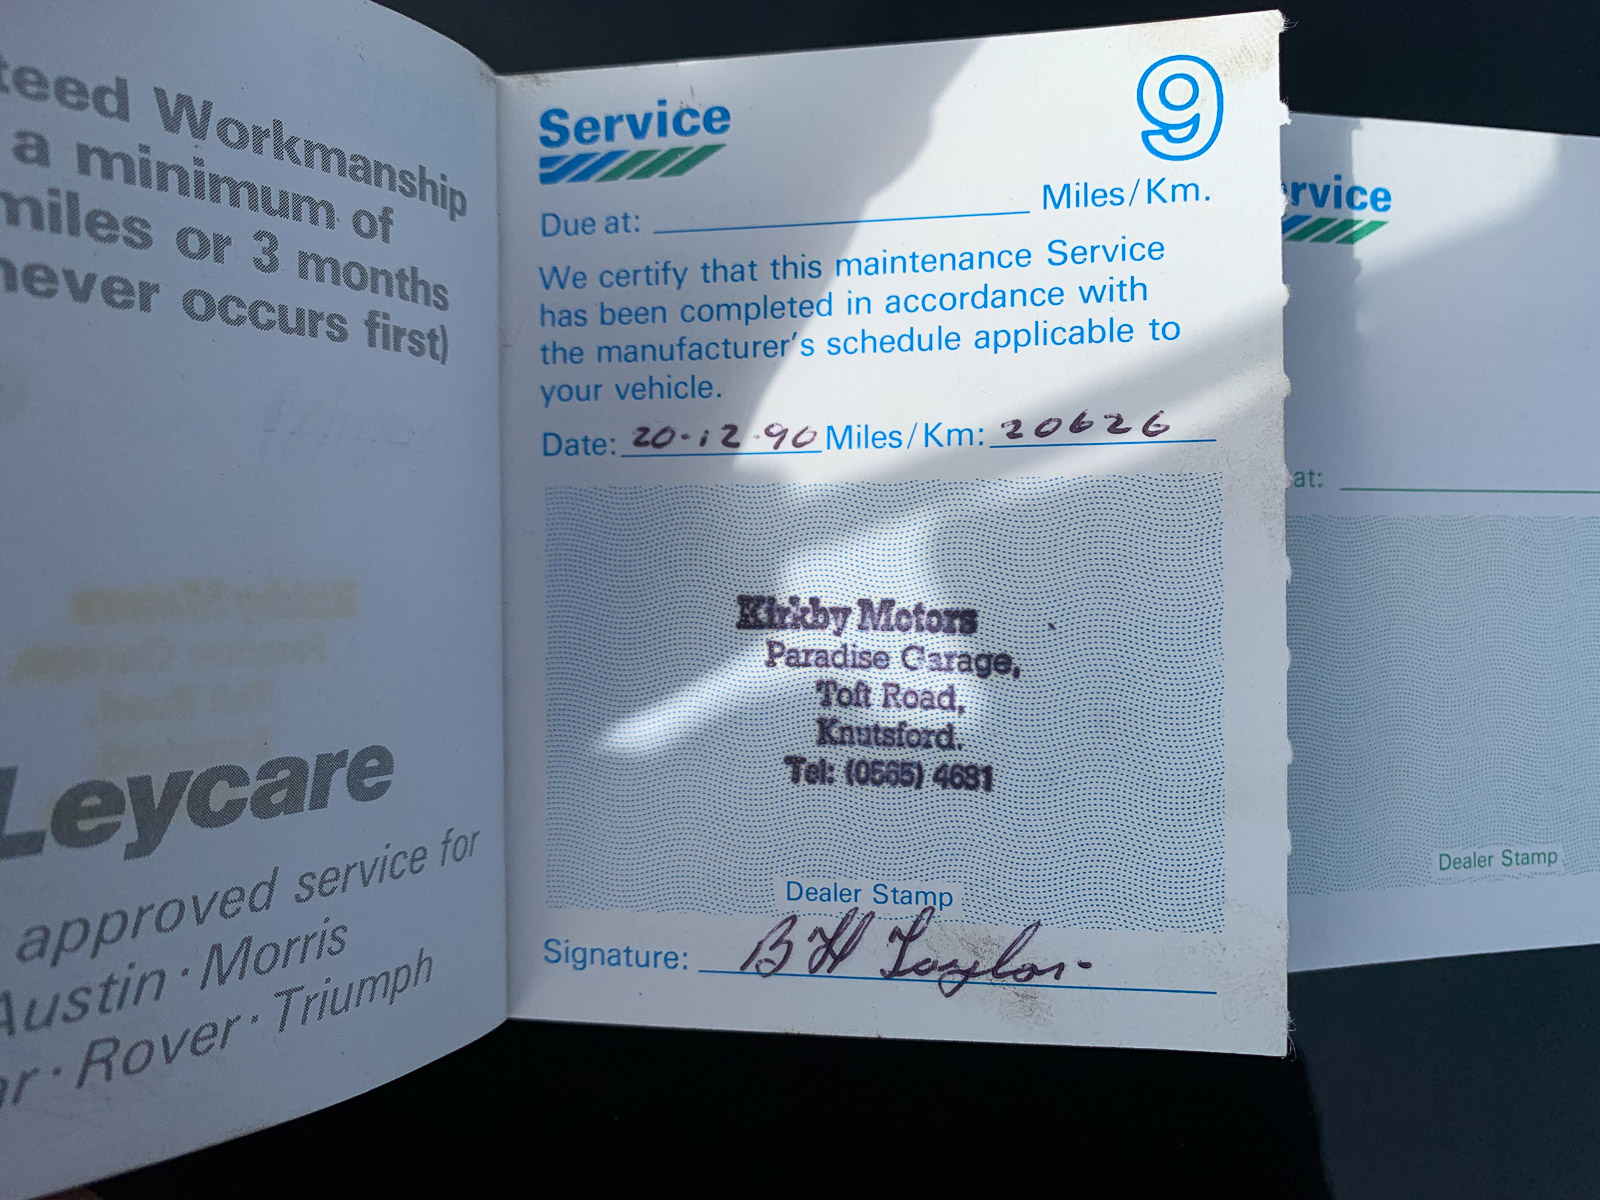 teed Workmanship
a minimum of
miles or 3 months
never occurs first)
Leycare
approved service for
Austin · Morris
ar · Rover · Triumph
Service
9
Due at: Miles/Km.
We certify that this maintenance Service
has been completed in accordance with
the manufacturer's schedule applicable to
your vehicle.
Date: 20-12-90 Miles/Km: 20626
Kirkby Motors
Paradise Garage,
Toft Road,
Knutsford.
Tel: (0565) 4681
Dealer Stamp
Signature: B H Taylor
rvice
at:
Dealer Stamp